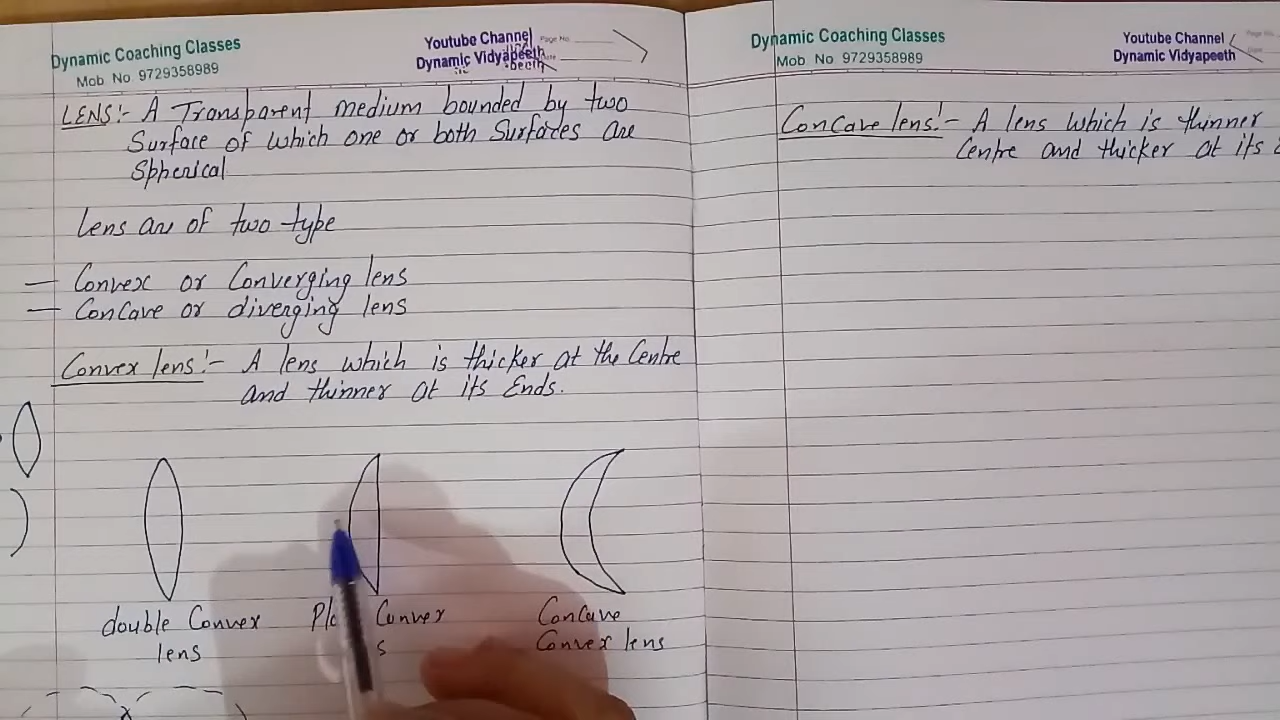 Dynamic Coaching Classes
Mob No 9729358989
Youtube Channel
Dynamic Vidyapeeth
Page No.
LENS:- A Transparent medium bounded by two
Surface of which one or both Surfaces are
Spherical
Lens are of two type
— Convex or Converging lens
— Concave or diverging lens
Convex lens:- A lens which is thicker at the Centre
and thinner at its Ends.
double Convex
lens
Convex
s
Concave
Convex lens
Dynamic Coaching Classes
Mob No 9729358989
Youtube Channel
Dynamic Vidyapeeth
Concave lens:- A lens which is thinner
Centre and thicker at its